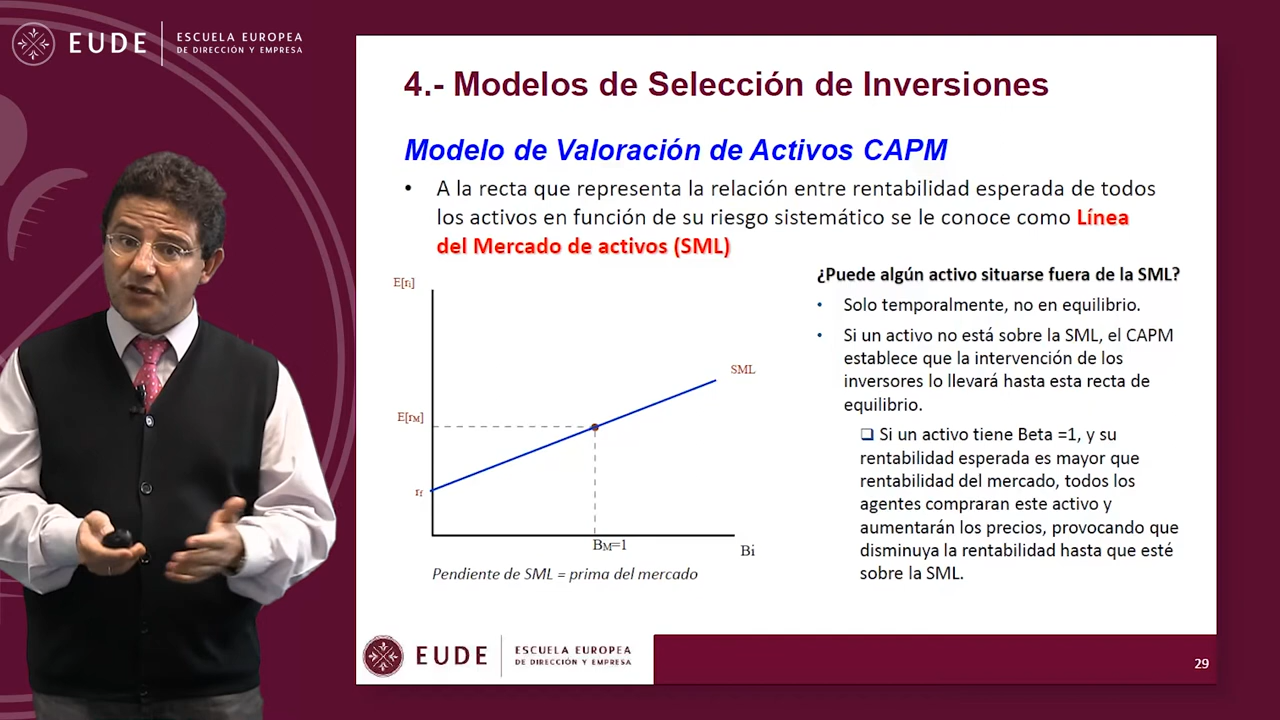 EUDE
ESCUELA EUROPEA
DE DIRECCIÓN Y EMPRESA
4.- Modelos de Selección de Inversiones
Modelo de Valoración de Activos CAPM
• A la recta que representa la relación entre rentabilidad esperada de todos
los activos en función de su riesgo sistemático se le conoce como Línea
del Mercado de activos (SML)
E[ri]
SML
E[rM]
rf
BM=1
Bi
Pendiente de SML = prima del mercado
¿Puede algún activo situarse fuera de la SML?
• Solo temporalmente, no en equilibrio.
• Si un activo no está sobre la SML, el CAPM
establece que la intervención de los
inversores lo llevará hasta esta recta de
equilibrio.
❑ Si un activo tiene Beta =1, y su
rentabilidad esperada es mayor que
rentabilidad del mercado, todos los
agentes compraran este activo y
aumentarán los precios, provocando que
disminuya la rentabilidad hasta que esté
sobre la SML.
EUDE
ESCUELA EUROPEA
DE DIRECCIÓN Y EMPRESA
29